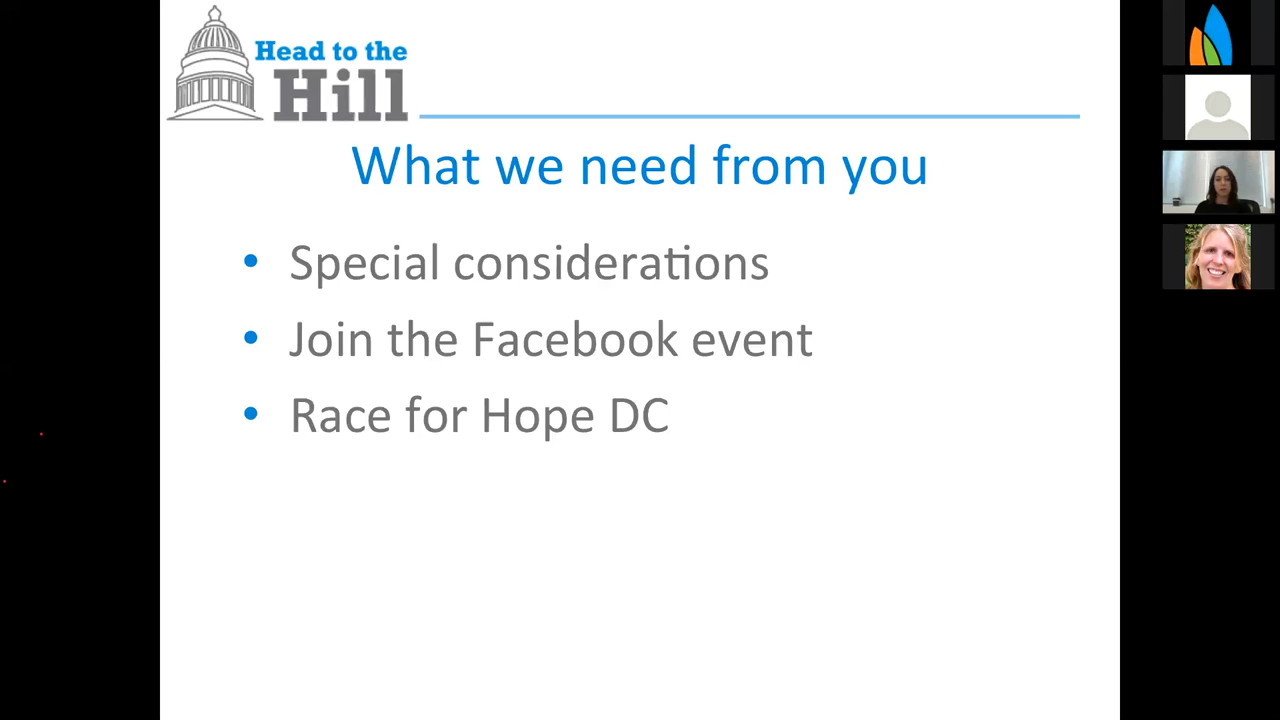 Head to the
Hill
What we need from you
• Special considerations
• Join the Facebook event
• Race for Hope DC